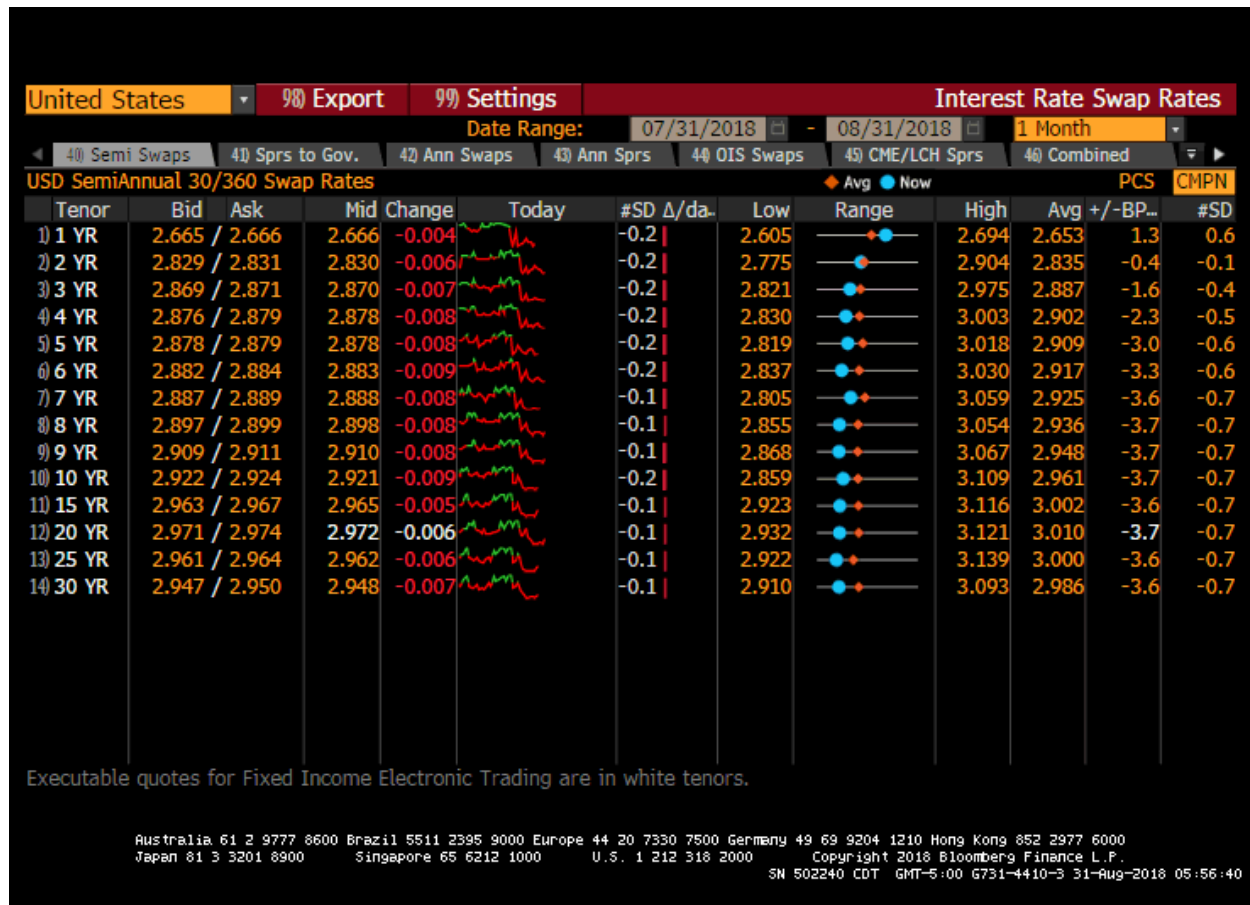 United States 98) Export 99) Settings Interest Rate Swap Rates
Date Range: 07/31/2018 - 08/31/2018 1 Month
40) Semi Swaps 41) Sprs to Gov. 42) Ann Swaps 43) Ann Sprs 44) OIS Swaps 45) CME/LCH Sprs 46) Combined
USD SemiAnnual 30/360 Swap Rates Avg Now PCS CMPN
Tenor Bid Ask Mid Change Today #SD Δ/da.. Low Range High Avg +/-BP... #SD
1) 1 YR 2.665 / 2.666 2.666 -0.004 -0.2 2.605 2.694 2.653 1.3 0.6
2) 2 YR 2.829 / 2.831 2.830 -0.006 -0.2 2.775 2.904 2.835 -0.4 -0.1
3) 3 YR 2.869 / 2.871 2.870 -0.007 -0.2 2.821 2.975 2.887 -1.6 -0.4
4) 4 YR 2.876 / 2.879 2.878 -0.008 -0.2 2.830 3.003 2.902 -2.3 -0.5
5) 5 YR 2.878 / 2.879 2.878 -0.008 -0.2 2.819 3.018 2.909 -3.0 -0.6
6) 6 YR 2.882 / 2.884 2.883 -0.009 -0.2 2.837 3.030 2.917 -3.3 -0.6
7) 7 YR 2.887 / 2.889 2.888 -0.008 -0.1 2.805 3.059 2.925 -3.6 -0.7
8) 8 YR 2.897 / 2.899 2.898 -0.008 -0.1 2.855 3.054 2.936 -3.7 -0.7
9) 9 YR 2.909 / 2.911 2.910 -0.008 -0.1 2.868 3.067 2.948 -3.7 -0.7
10) 10 YR 2.922 / 2.924 2.921 -0.009 -0.2 2.859 3.109 2.961 -3.7 -0.7
11) 15 YR 2.963 / 2.967 2.965 -0.005 -0.1 2.923 3.116 3.002 -3.6 -0.7
12) 20 YR 2.971 / 2.974 2.972 -0.006 -0.1 2.932 3.121 3.010 -3.7 -0.7
13) 25 YR 2.961 / 2.964 2.962 -0.006 -0.1 2.922 3.139 3.000 -3.6 -0.7
14) 30 YR 2.947 / 2.950 2.948 -0.007 -0.1 2.910 3.093 2.986 -3.6 -0.7
Executable quotes for Fixed Income Electronic Trading are in white tenors.
Australia 61 2 9777 8600 Brazil 5511 2395 9000 Europe 44 20 7330 7500 Germany 49 69 9204 1210 Hong Kong 852 2977 6000
Japan 81 3 3201 8900 Singapore 65 6212 1000 U.S. 1 212 318 2000 Copyright 2018 Bloomberg Finance L.P.
SN 502240 CDT GMT-5:00 G731-4410-3 31-Aug-2018 05:56:40